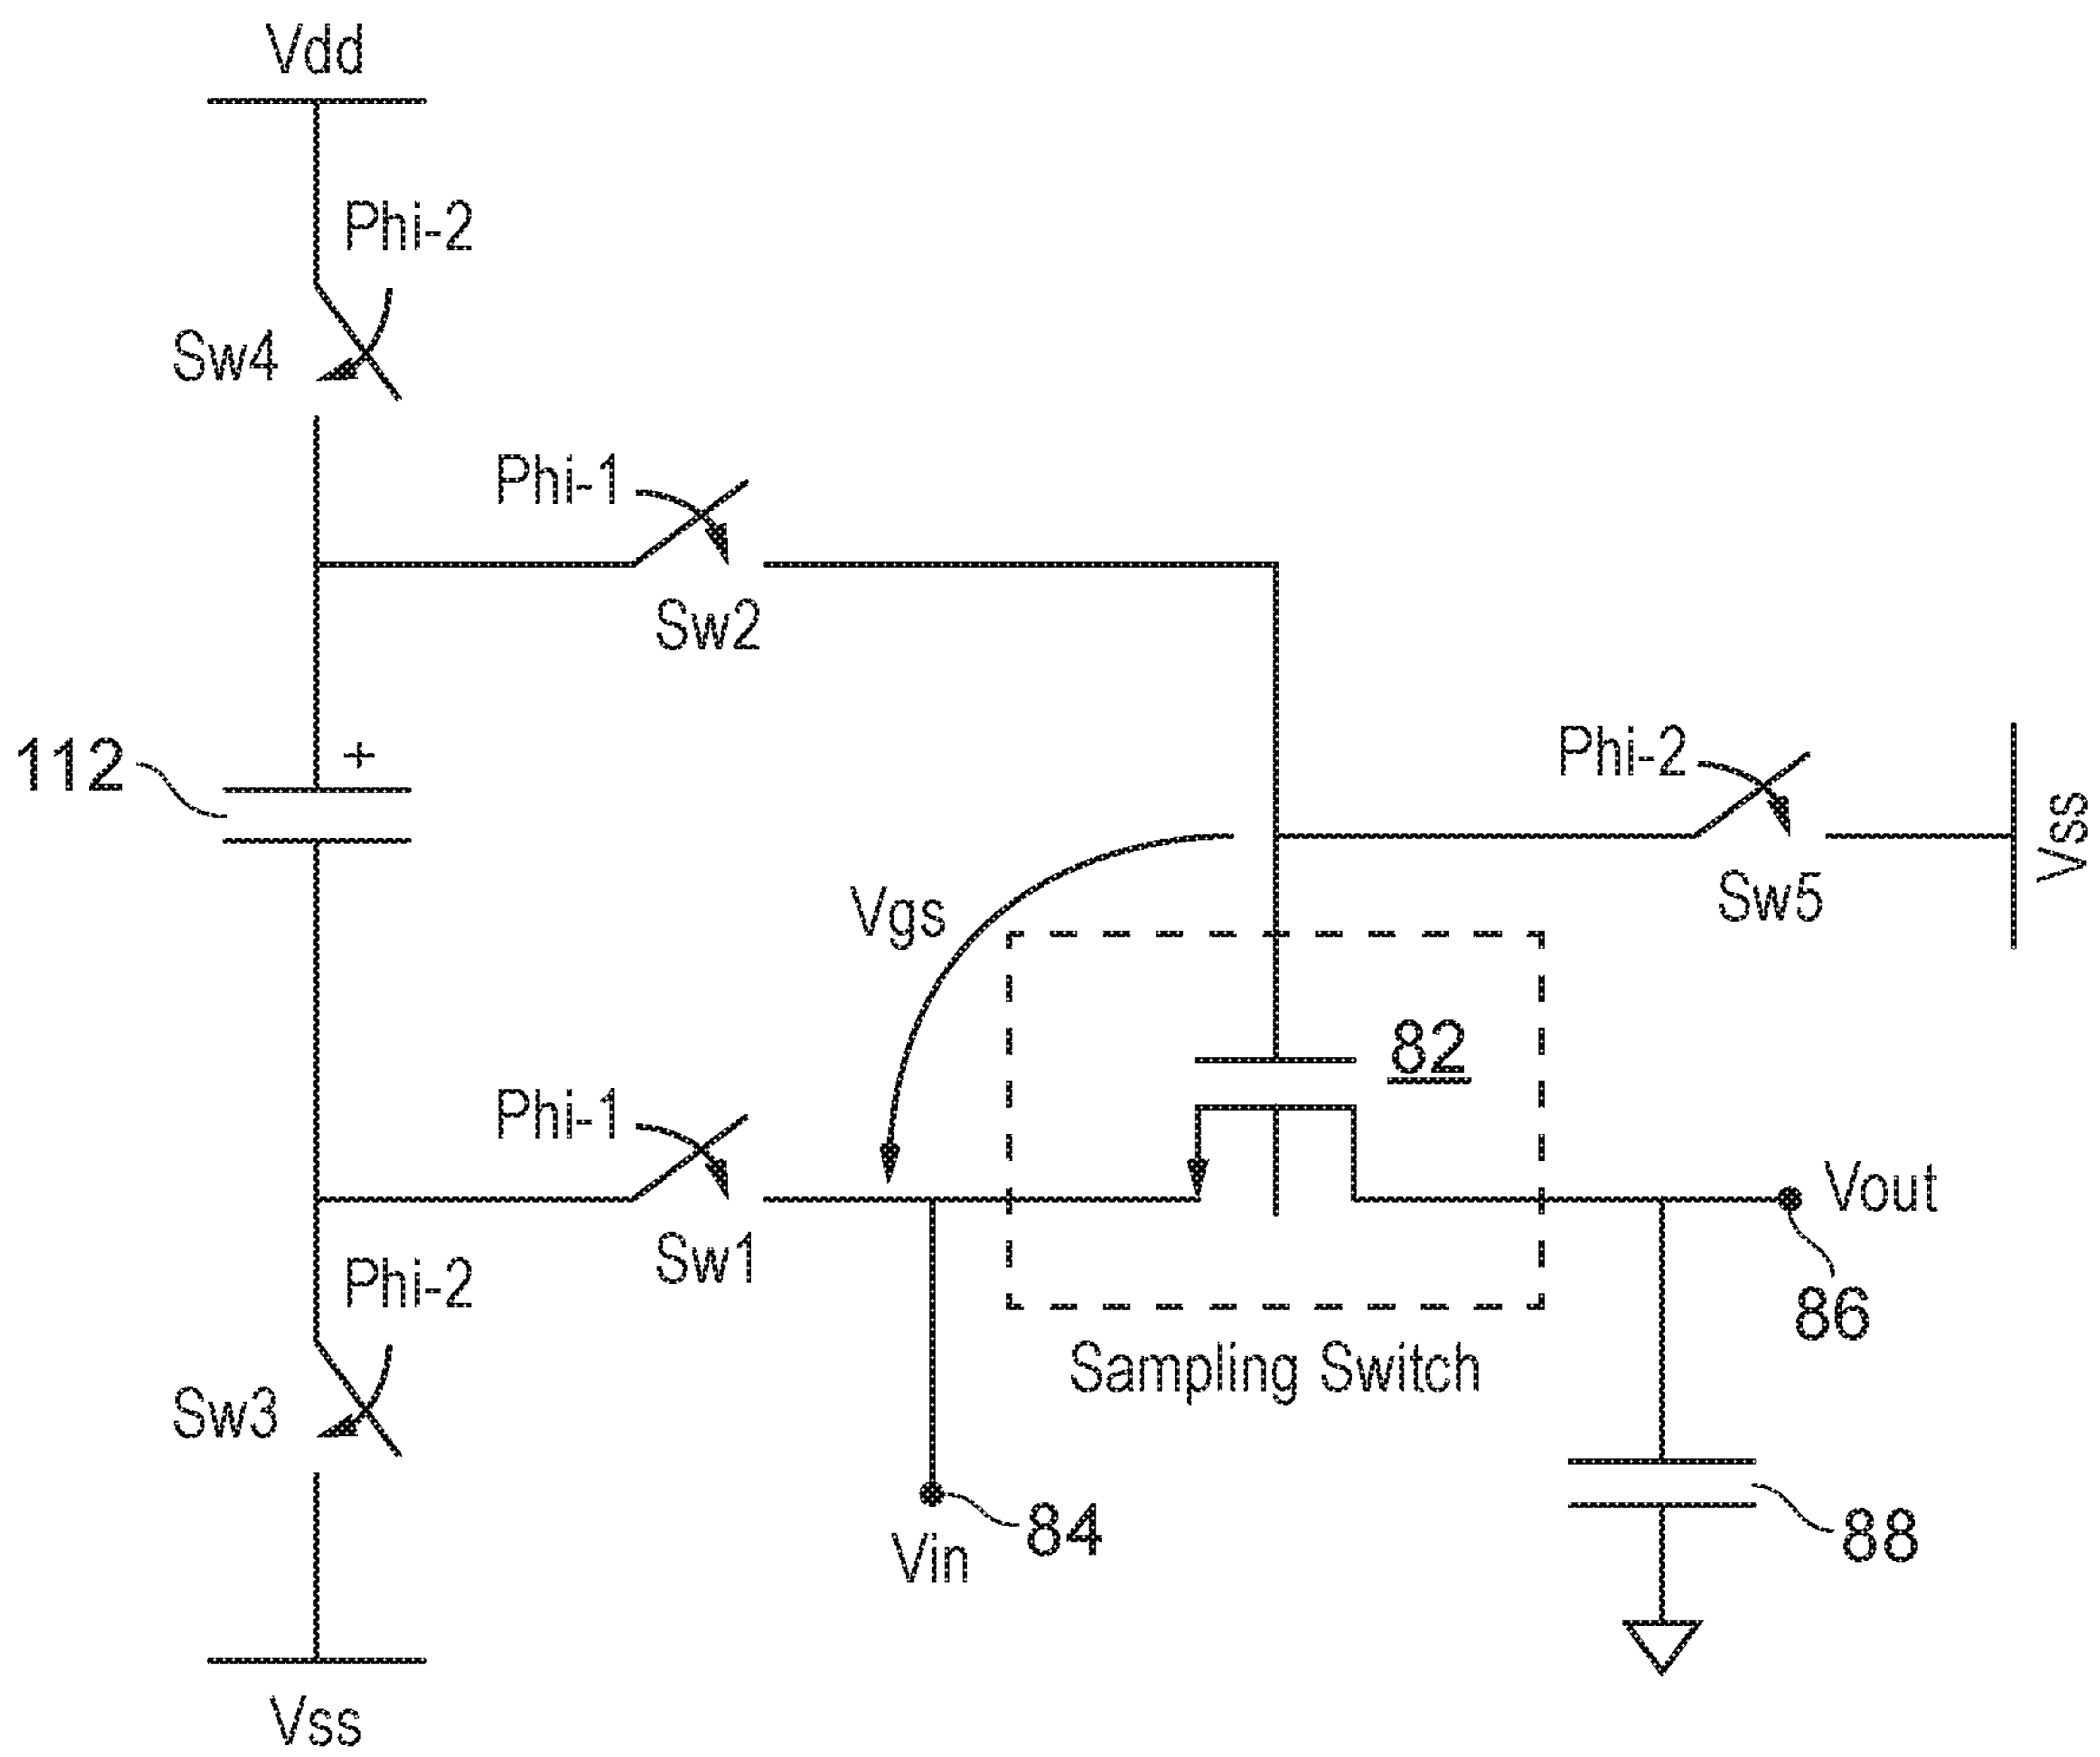 Vdd
Phi-2
Sw4
Phi-1
Sw2
112
+
Phi-2
Vss
Sw5
Vgs
82
Phi-1
Sw1
Vout
86
Phi-2
Sw3
Sampling Switch
84
Vin
88
Vss